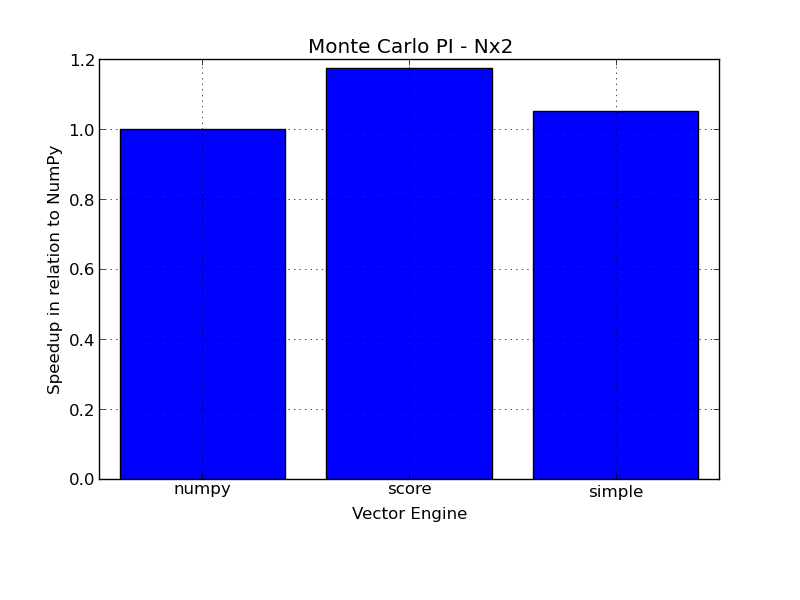 Monte Carlo PI - Nx2
1.2
1.0
0.8
0.6
0.4
0.2
0.0
Speedup in relation to NumPy
numpy score simple
Vector Engine